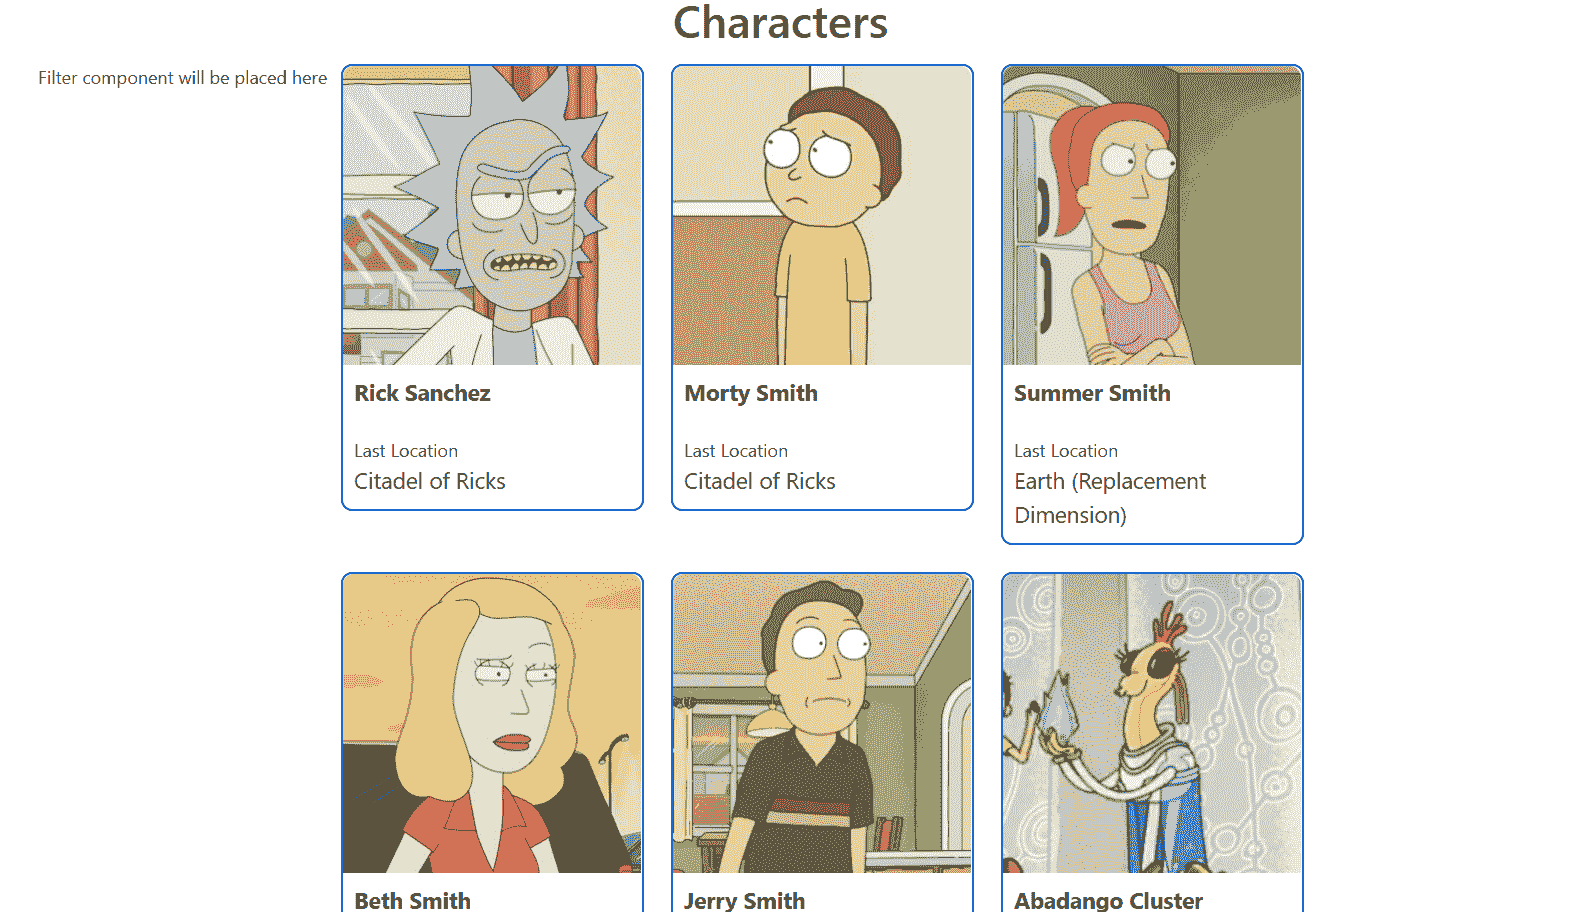 Characters
Filter component will be placed here
Rick Sanchez
Last Location
Citadel of Ricks
Morty Smith
Last Location
Citadel of Ricks
Summer Smith
Last Location
Earth (Replacement
Dimension)
Beth Smith
Jerry Smith
Abadango Cluster